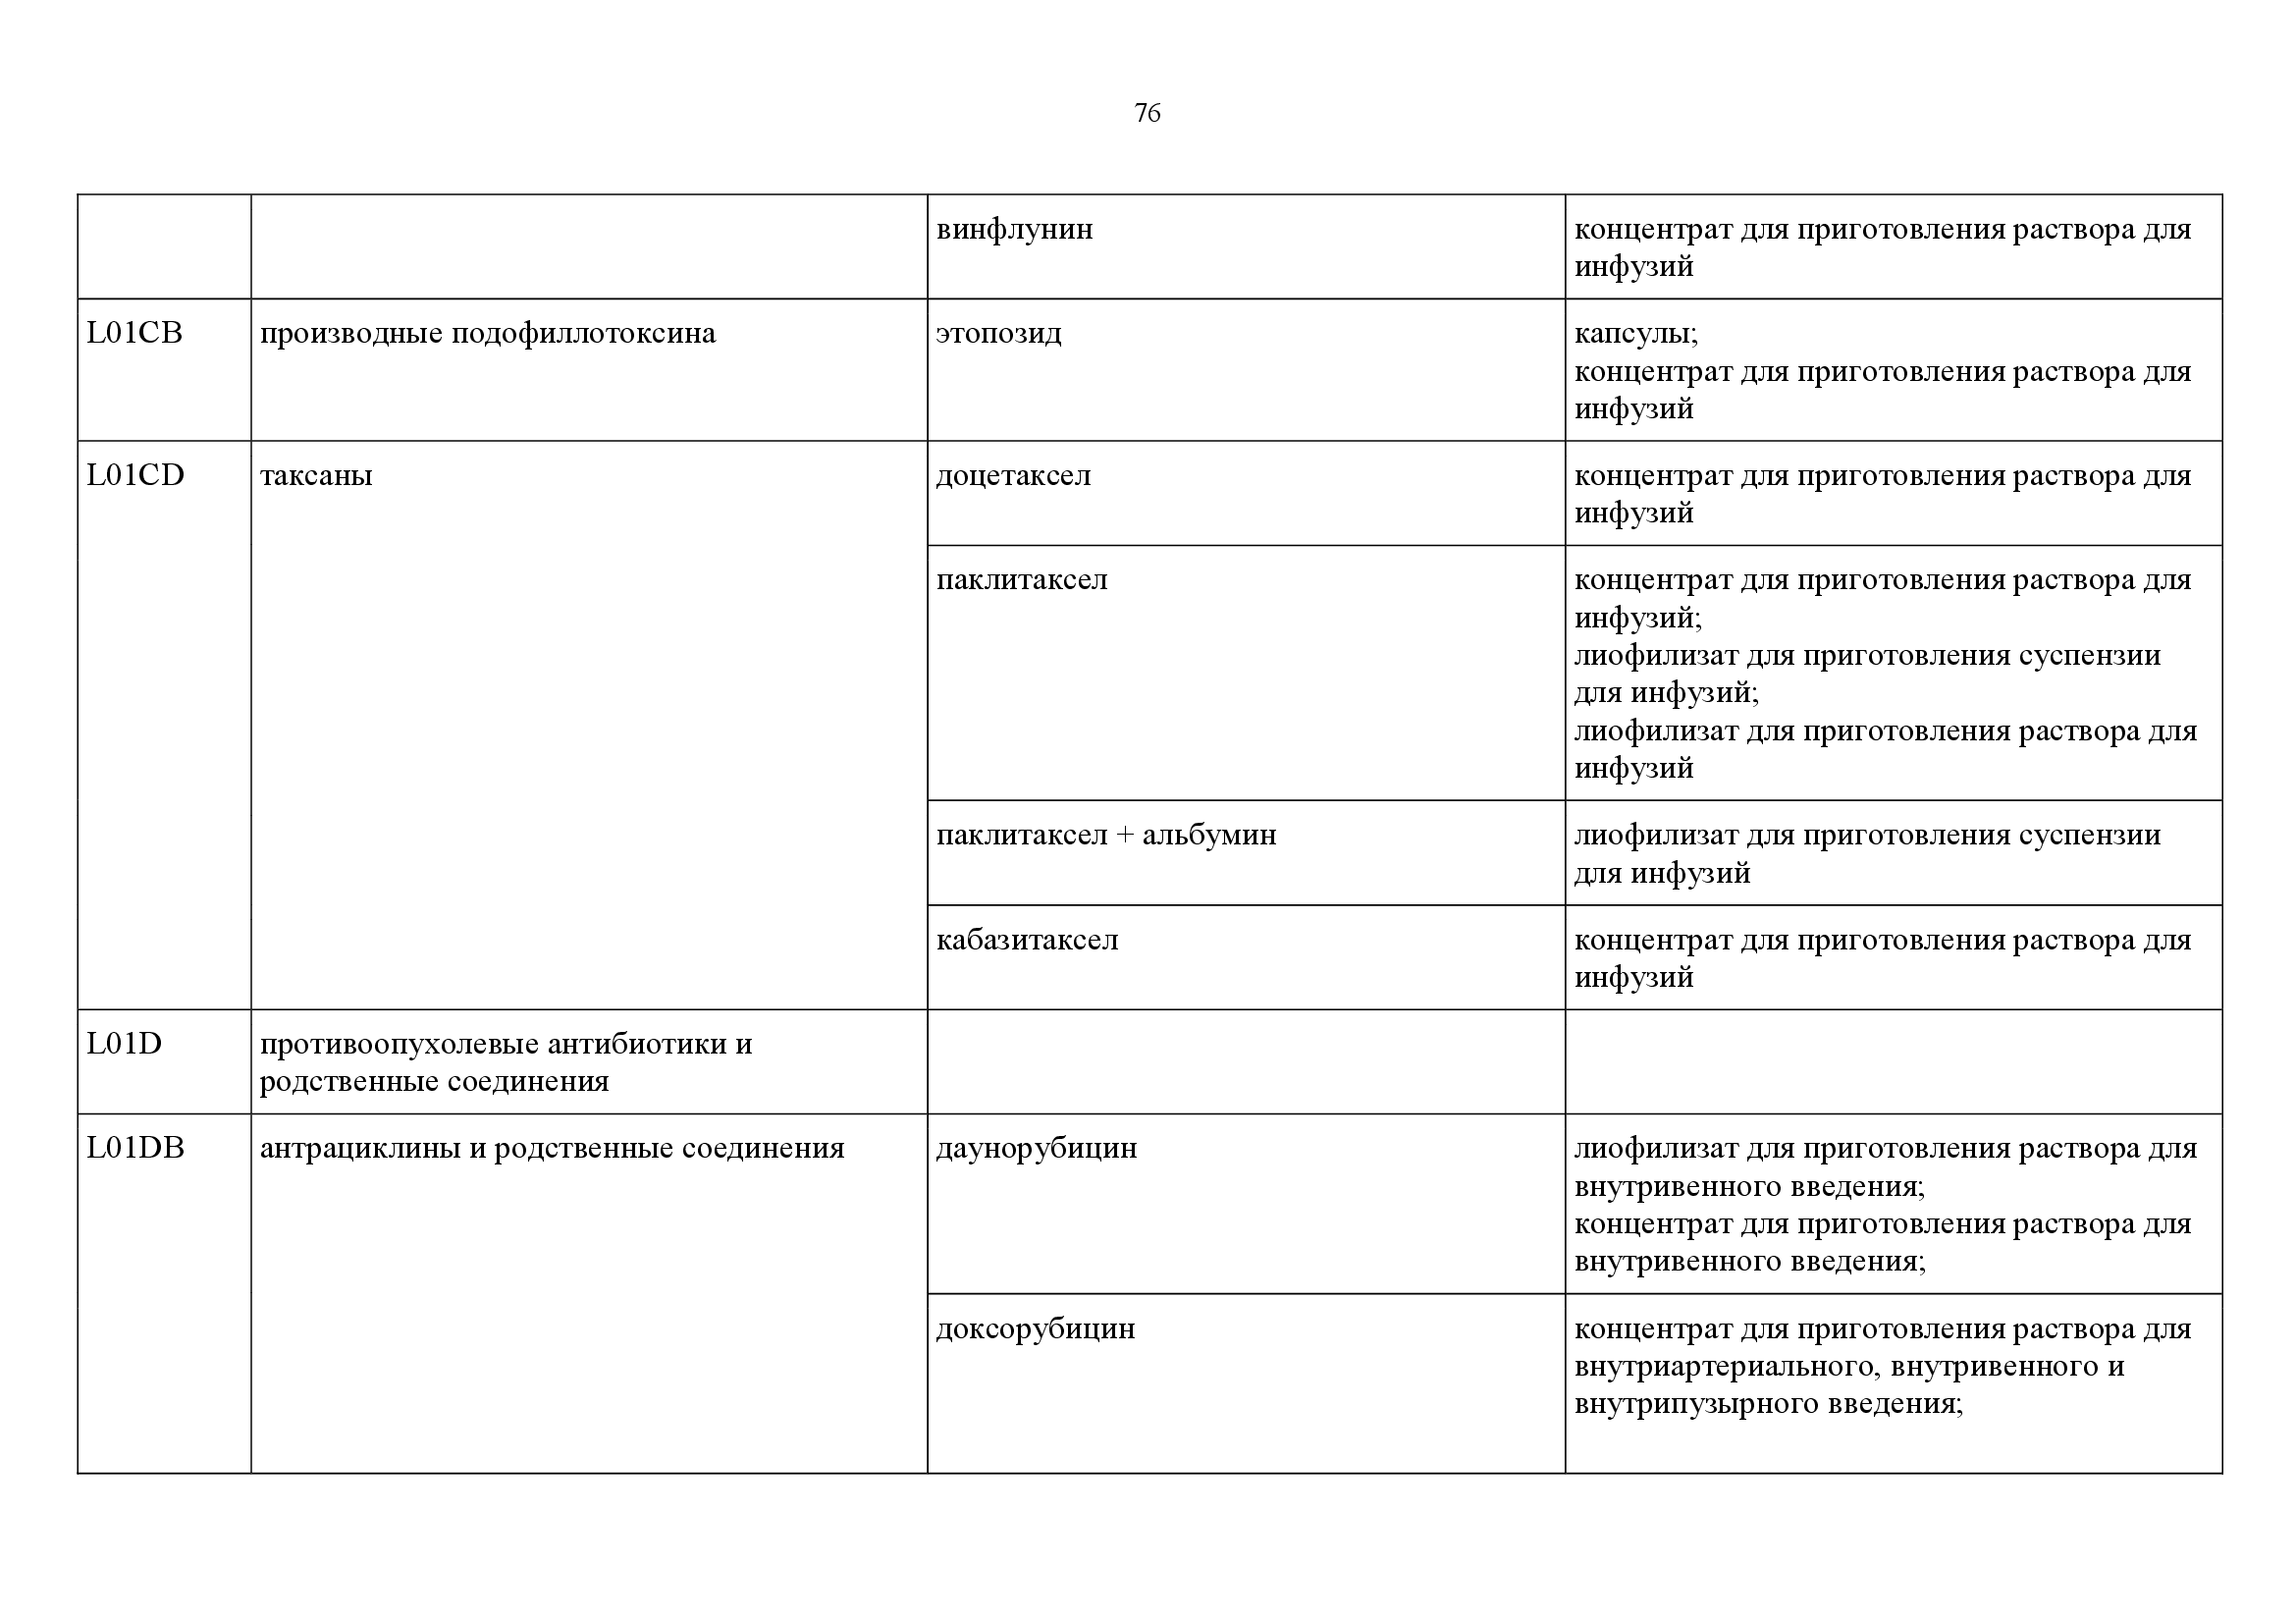 76
винфлунин
концентрат для приготовления раствора для
инфузий
L01CB
производные подофиллотоксина
этопозид
капсулы;
концентрат для приготовления раствора для
инфузий
L01CD
таксаны
доцетаксел
концентрат для приготовления раствора для
инфузий
паклитаксел
концентрат для приготовления раствора для
инфузий;
лиофилизат для приготовления суспензии
для инфузий;
лиофилизат для приготовления раствора для
инфузий
паклитаксел + альбумин
лиофилизат для приготовления суспензии
для инфузий
кабазитаксел
концентрат для приготовления раствора для
инфузий
L01D
противоопухолевые антибиотики и
родственные соединения
L01DB
антрациклины и родственные соединения
даунорубицин
лиофилизат для приготовления раствора для
внутривенного введения;
концентрат для приготовления раствора для
внутривенного введения;
доксорубицин
концентрат для приготовления раствора для
внутриартериального, внутривенного и
внутрипузырного введения;